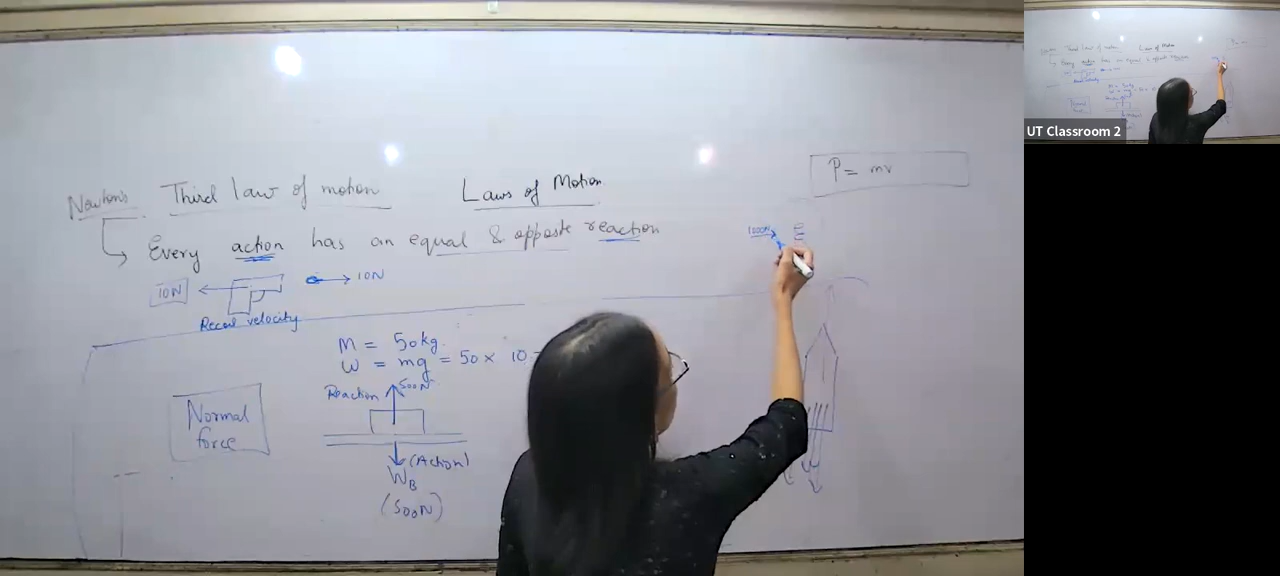 Newton's Third law of motion Laws of Motion
P = mv
Every action has an equal & opposite reaction
10N 10N
Recoil velocity
M = 50kg
W = mg = 50 x 10
Reaction 500N
Normal force
(Action)
WB
(500N)
1000N E
UT Classroom 2